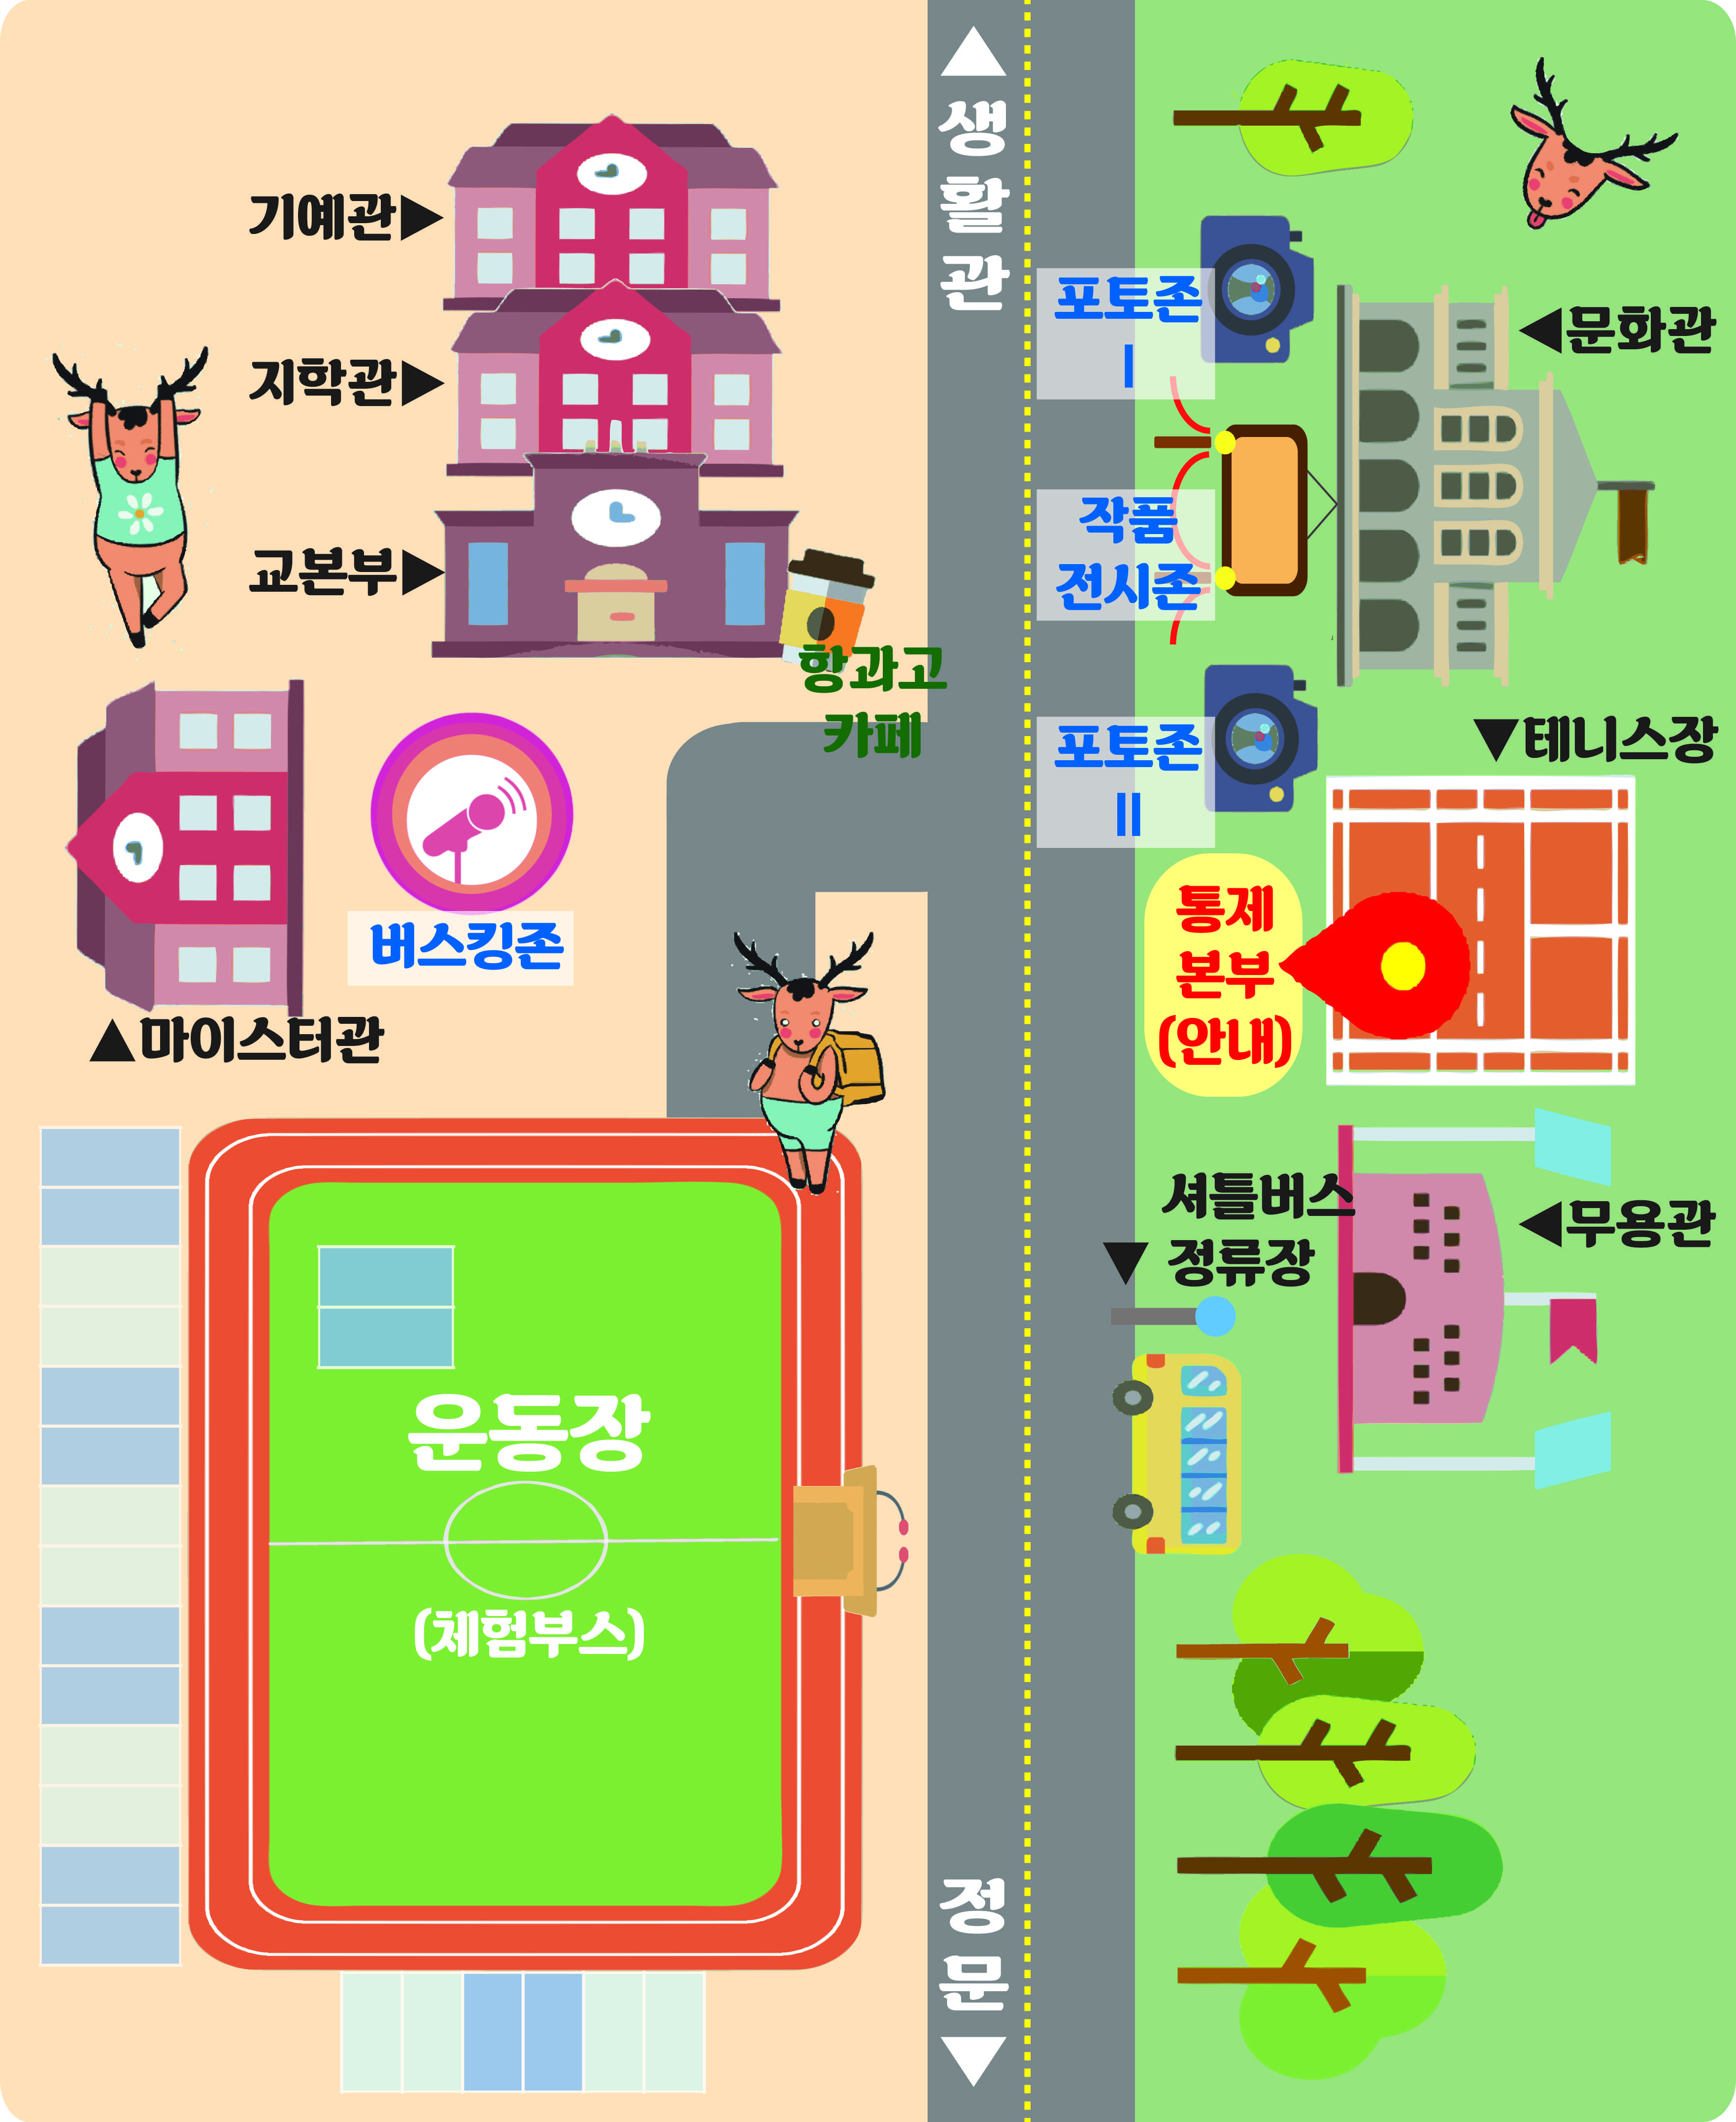 ▲
생
활
관
기예관▶
지학관▶
교본부▶
항과고
카페
버스킹존
▲마이스터관
운동장
(체험부스)
포토존
I
작품
전시존
포토존
II
◀문화관
▼테니스장
통제
본부
(안내)
셔틀버스
▼ 정류장
◀무용관
정
문
▼